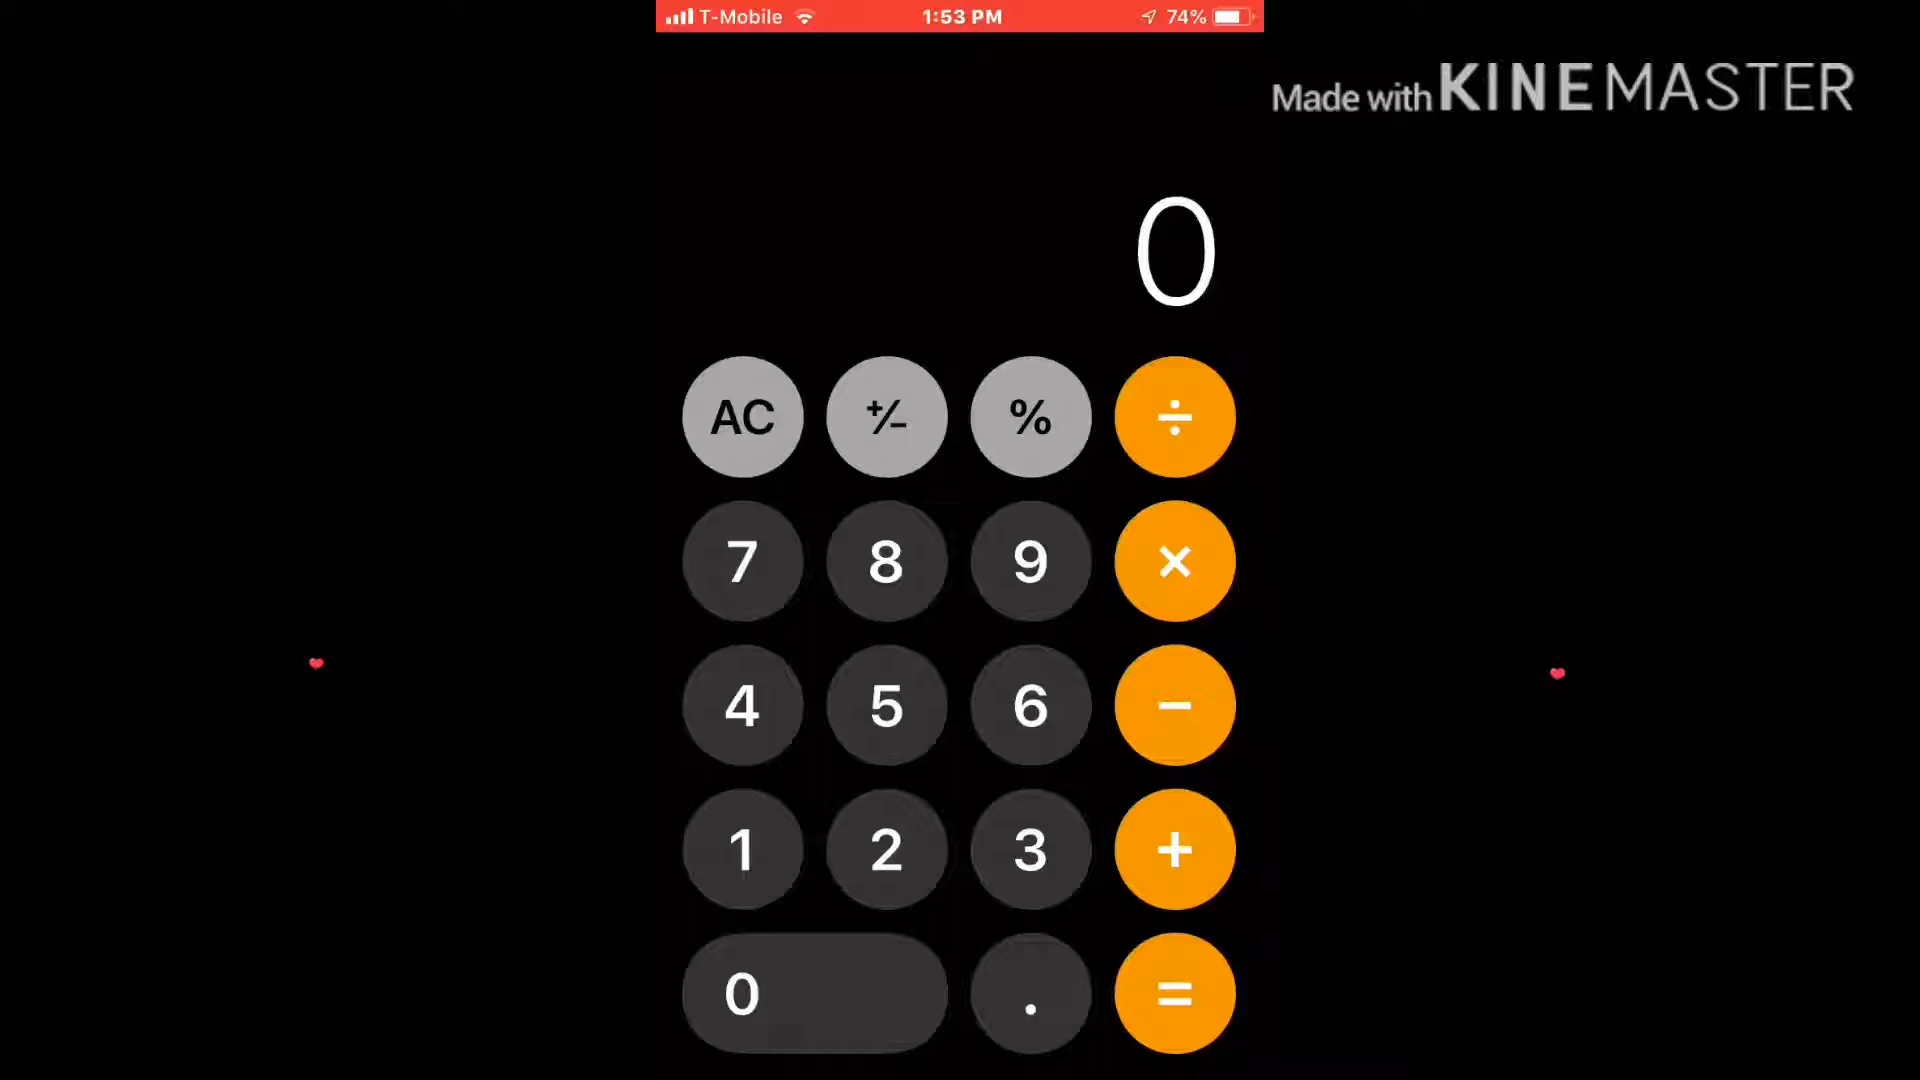 T-Mobile 1:53 PM 74%
Made with KINEMASTER
0
AC +/- % ÷
7 8 9 ×
4 5 6 −
1 2 3 +
0 . =